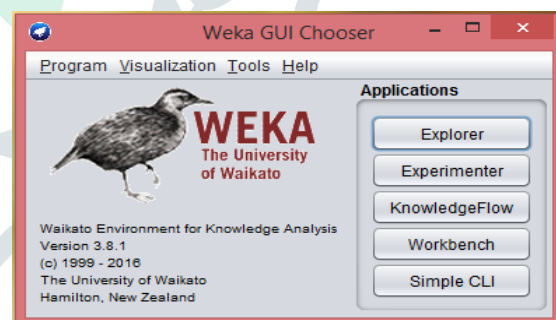 Weka GUI Chooser
Program Visualization Tools Help
WEKA
The University
of Waikato
Waikato Environment for Knowledge Analysis
Version 3.8.1
(c) 1999 - 2016
The University of Waikato
Hamilton, New Zealand
Applications
Explorer
Experimenter
KnowledgeFlow
Workbench
Simple CLI